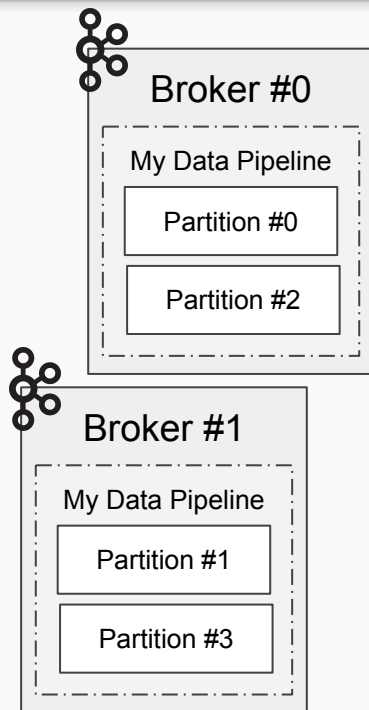 Broker #0
My Data Pipeline
Partition #0
Partition #2
Broker #1
My Data Pipeline
Partition #1
Partition #3